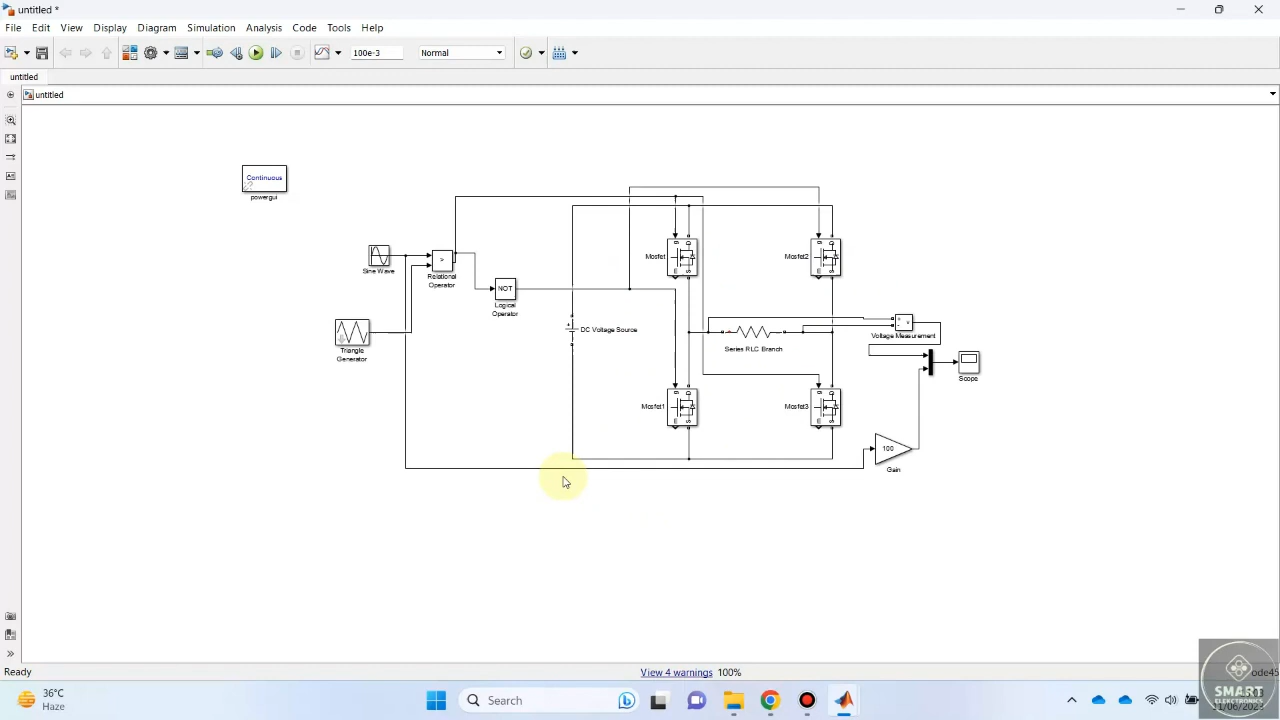 untitled *
File Edit View Display Diagram Simulation Analysis Code Tools Help
100e-3 Normal
untitled
untitled
Continuous
powergui
Sine Wave
>
Relational
Operator
NOT
Logical
Operator
Triangle
Generator
DC Voltage Source
Mosfet
g D
E S
Mosfet2
g D
E S
Series RLC Branch
+
-
v
Voltage Measurement
Scope
Mosfet1
g D
E S
Mosfet3
g D
E S
100
Gain
Ready View 4 warnings 100% ode45
36°C
Haze
Search
SMART
ELECTRONICS